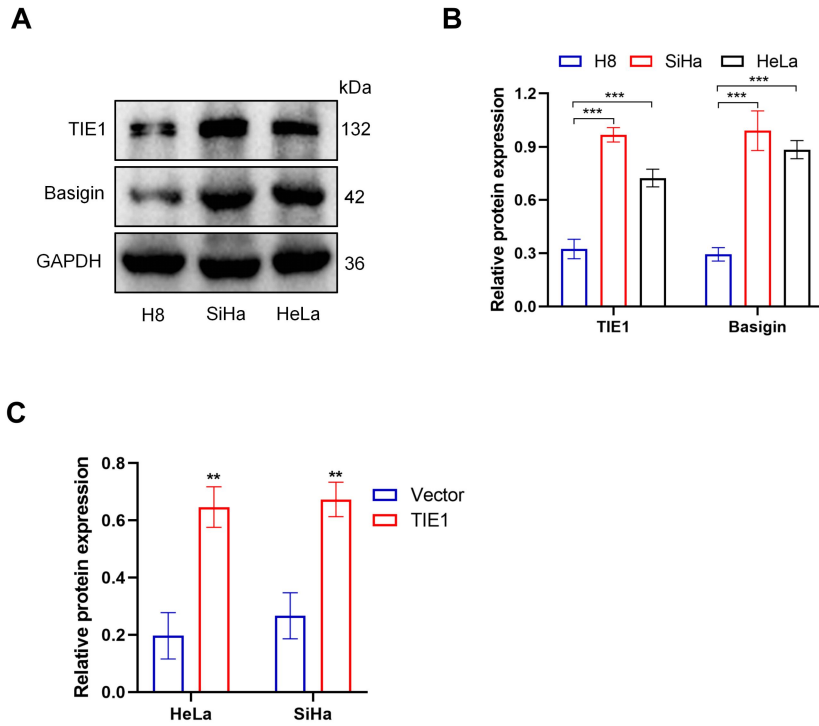 A
kDa
TIE1
132
Basigin
42
GAPDH
36
H8 SiHa HeLa
B
H8 SiHa HeLa
Relative protein expression
1.2
0.9
0.6
0.3
0.0
*** ***
*** ***
TIE1 Basigin
C
Relative protein expression
0.8
0.6
0.4
0.2
0.0
** **
Vector
TIE1
HeLa SiHa